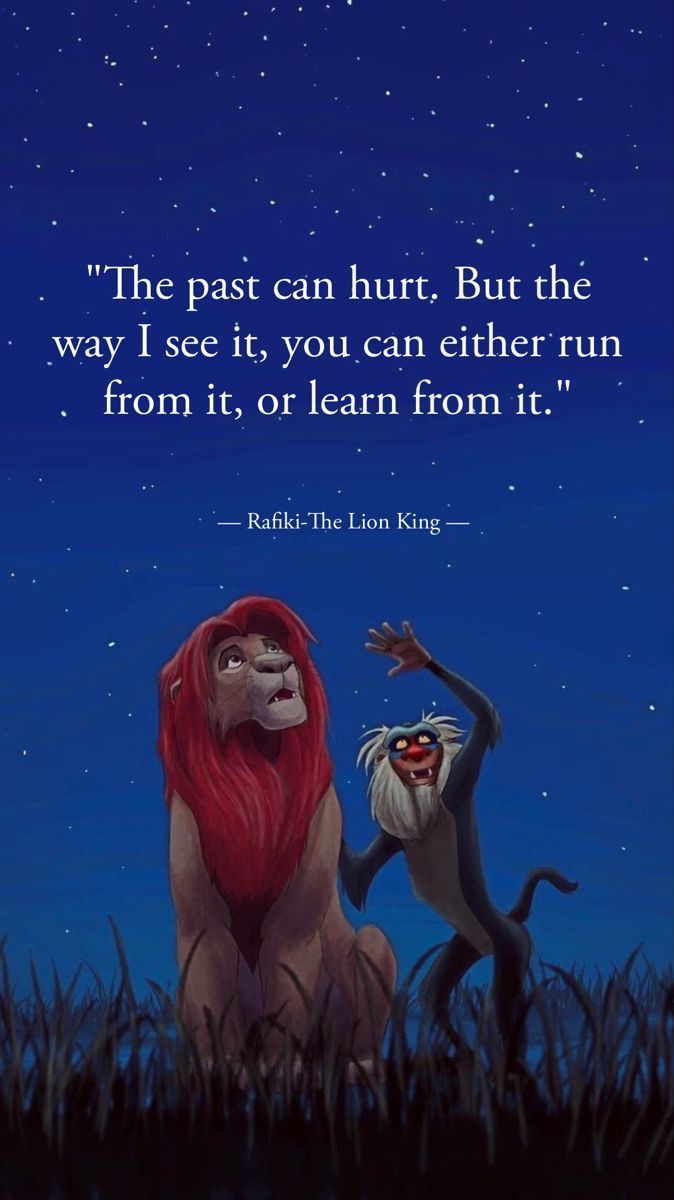 "The past can hurt. But the
way I see it, you can either run
from it, or learn from it."
— Rafiki-The Lion King —